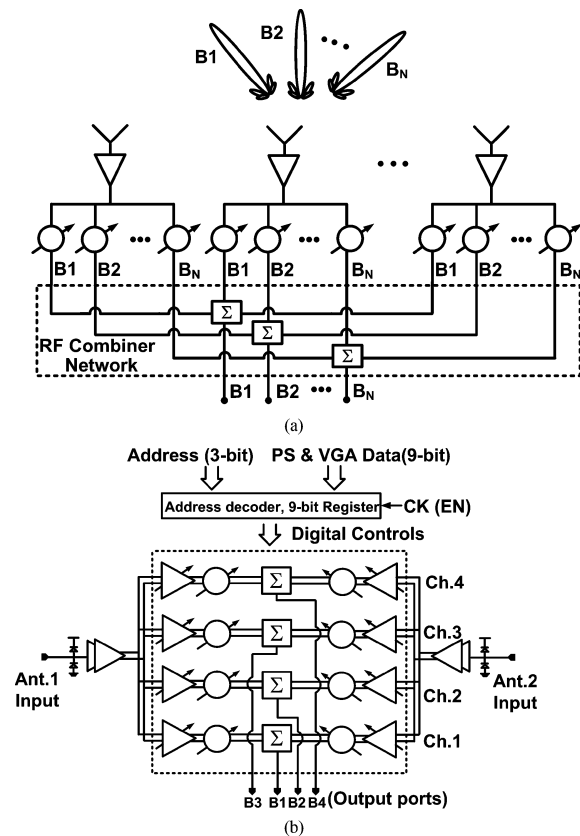 B1 B2 B_N
B1 B2 B_N B1 B2 B_N B1 B2 B_N
Σ
Σ
Σ
RF Combiner
Network
B1 B2 B_N
(a)
Address (3-bit) PS & VGA Data(9-bit)
Address decoder, 9-bit Register CK (EN)
Digital Controls
Σ Ch.4
Σ Ch.3
Ant.1
Input
Ant.2
Input
Σ Ch.2
Σ Ch.1
B3 B1 B2 B4 (Output ports)
(b)